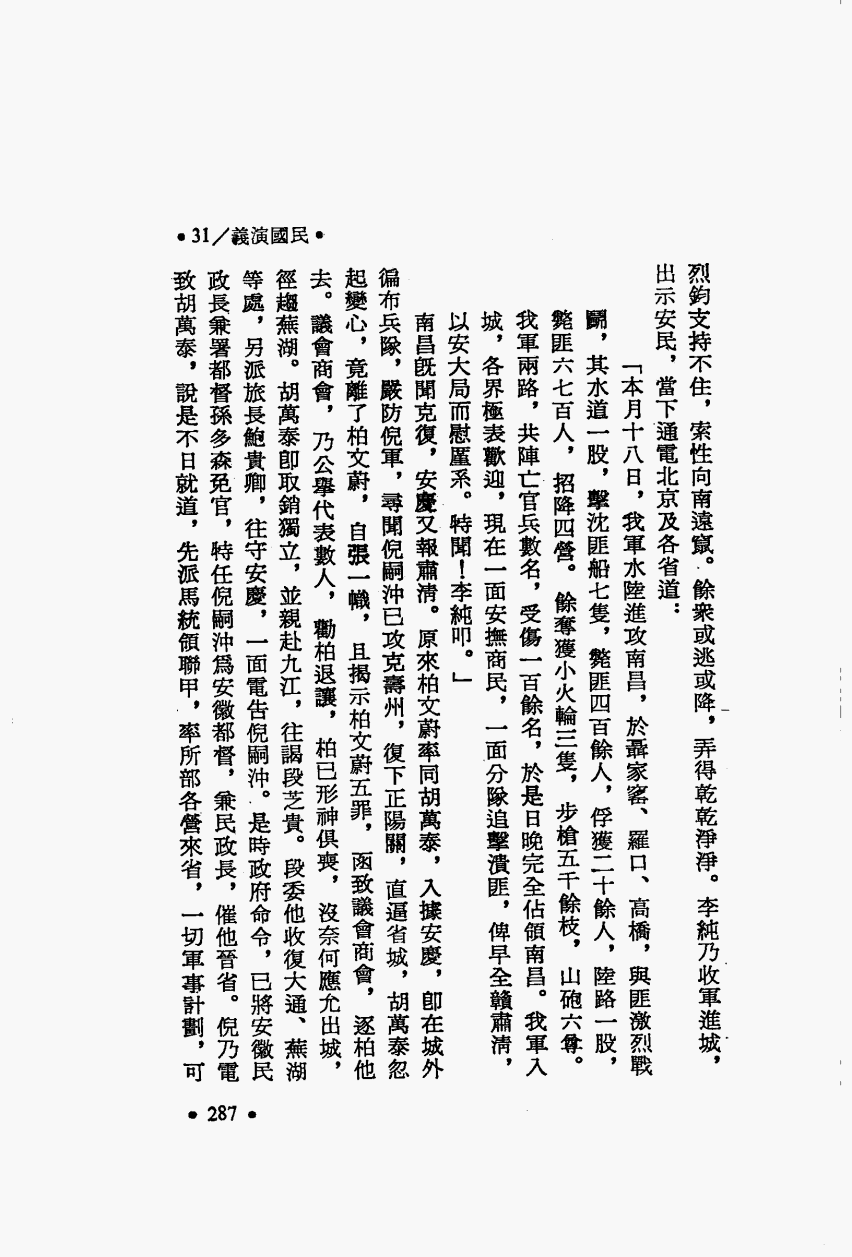 •31/義演國民•
烈鈞支持不住，索性向南遠竄。餘衆或逃或降，弄得乾乾淨淨。李純乃收軍進城，
出示安民，當下通電北京及各省道：
「本月十八日，我軍水陸進攻南昌，於聶家窰、羅口、高橋，與匪激烈戰
鬭，其水道一股，擊沈匪船七隻，斃匪四百餘人，俘獲二十餘人，陸路一股，
斃匪六七百人，招降四營。餘奪獲小火輪三隻，步槍五千餘枝，山砲六尊。
我軍兩路，共陣亡官兵數名，受傷一百餘名，於是日晚完全佔領南昌。我軍入
城，各界極表歡迎，現在一面安撫商民，一面分隊追擊潰匪，俾早全贛肅清，
以安大局而慰厪系。特聞！李純叩。」
南昌旣聞克復，安慶又報肅清。原來柏文蔚率同胡萬泰，入據安慶，卽在城外
徧布兵隊，嚴防倪軍，尋聞倪嗣沖已攻克壽州，復下正陽關，直逼省城，胡萬泰忽
起變心，竟離了柏文蔚，自張一幟，且揭示柏文蔚五罪，函致議會商會，逐柏他
去。議會商會，乃公舉代表數人，勸柏退讓，柏已形神俱喪，沒奈何應允出城，
徑趨蕪湖。胡萬泰卽取銷獨立，並親赴九江，往謁段芝貴。段委他收復大通、蕪湖
等處，另派旅長鮑貴卿，往守安慶，一面電告倪嗣沖。是時政府命令，已將安徽民
政長兼署都督孫多森免官，特任倪嗣沖爲安徽都督，兼民政長，催他晉省。倪乃電
致胡萬泰，說是不日就道，先派馬統領聯甲，率所部各營來省，一切軍事計劃，可
•287•